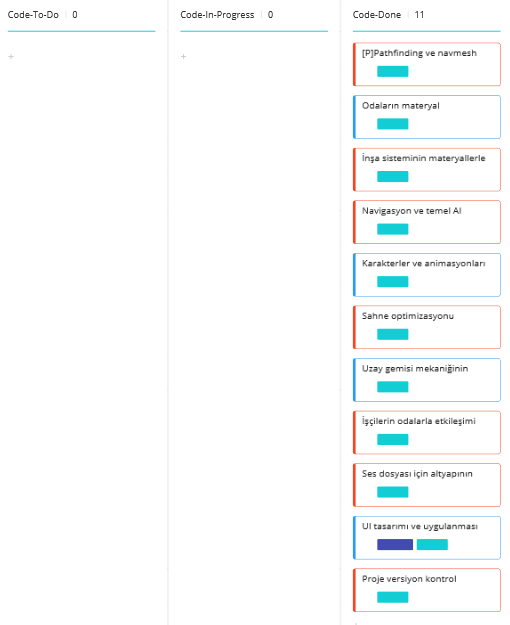 Code-To-Do 0
Code-In-Progress 0
Code-Done 11
[P]Pathfinding ve navmesh
Odaların materyal
İnşa sisteminin materyallerle
Navigasyon ve temel AI
Karakterler ve animasyonları
Sahne optimizasyonu
Uzay gemisi mekaniğinin
İşçilerin odalarla etkileşimi
Ses dosyası için altyapının
UI tasarımı ve uygulanması
Proje versiyon kontrol